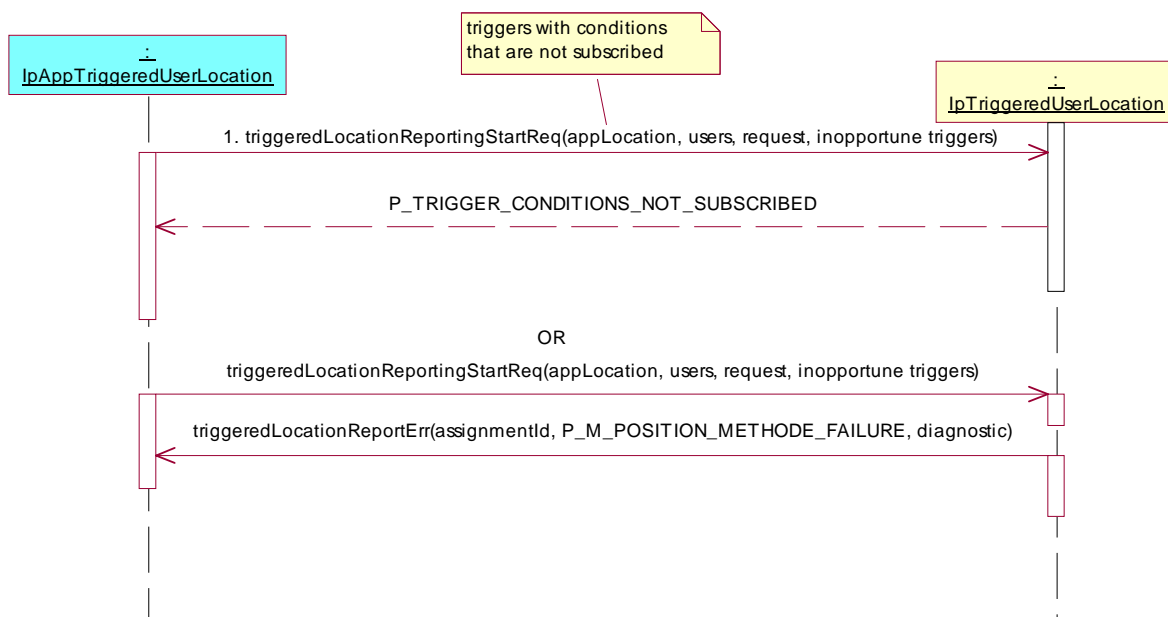 triggers with conditions
that are not subscribed
:
IpAppTriggeredUserLocation
:
IpTriggeredUserLocation
1. triggeredLocationReportingStartReq(appLocation, users, request, inopportune triggers)
P_TRIGGER_CONDITIONS_NOT_SUBSCRIBED
OR
triggeredLocationReportingStartReq(appLocation, users, request, inopportune triggers)
triggeredLocationReportErr(assignmentId, P_M_POSITION_METHODE_FAILURE, diagnostic)